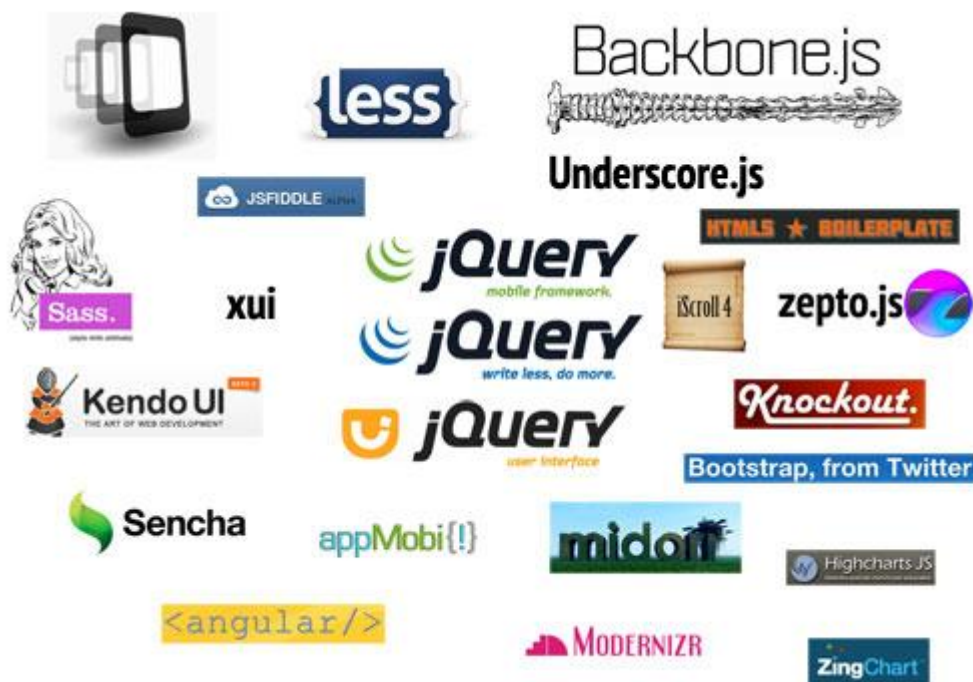 Backbone.js
{less}
Underscore.js
JSFIDDLE ALPHA
HTML5 ★ BOILERPLATE
jQuery
mobile framework.
Sass.
xui
iScroll 4
zepto.js
jQuery
write less, do more.
Kendo UI
THE ART OF WEB DEVELOPMENT
Knockout.
jQuery
user interface
Bootstrap, from Twitter
Sencha
appMobi{!}
midori
Highcharts JS
<angular/>
MODERNIZR
ZingChart